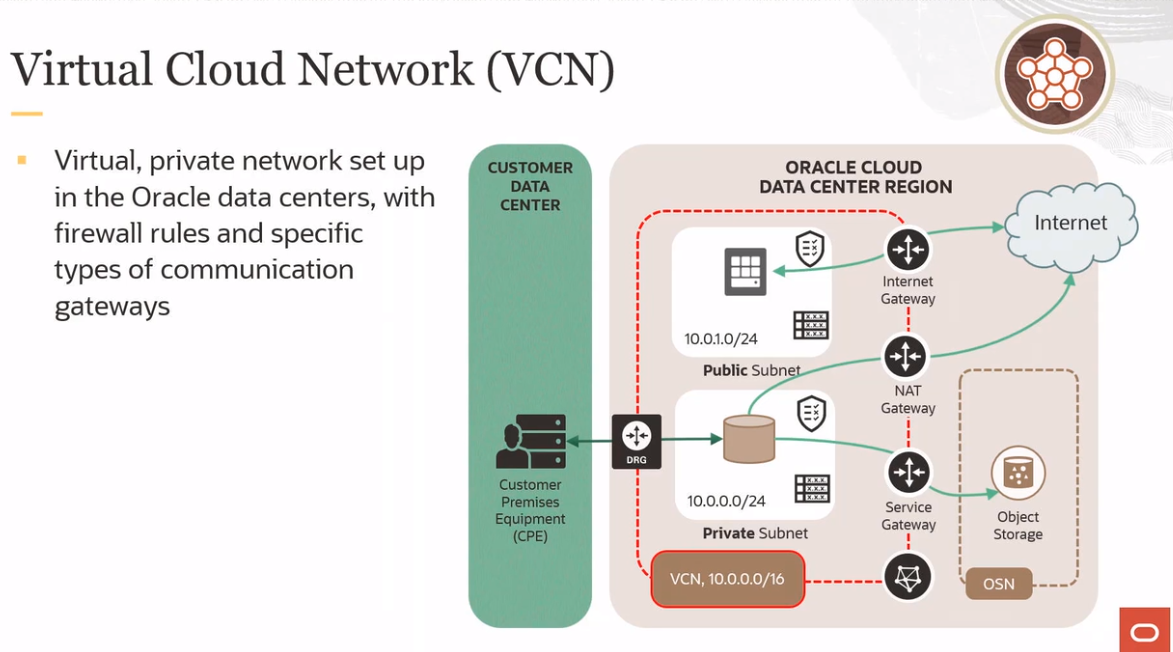 Virtual Cloud Network (VCN)
Virtual, private network set up
in the Oracle data centers, with
firewall rules and specific
types of communication
gateways
CUSTOMER
DATA
CENTER
Customer
Premises
Equipment
(CPE)
DRG
ORACLE CLOUD
DATA CENTER REGION
10.0.1.0/24
Public Subnet
10.0.0.0/24
Private Subnet
VCN, 10.0.0.0/16
Internet
Gateway
NAT
Gateway
Service
Gateway
Internet
Object
Storage
OSN